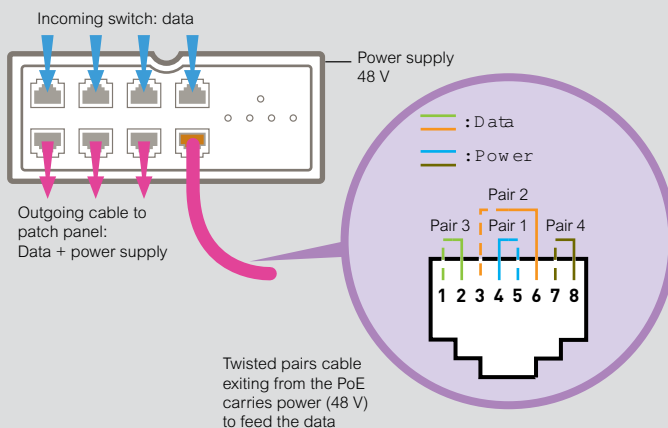 Incoming switch: data
Power supply
48 V
: Data
: Power
Pair 2
Pair 3
Pair 1
Pair 4
1 2 3 4 5 6 7 8
Outgoing cable to
patch panel:
Data + power supply
Twisted pairs cable
exiting from the PoE
carries power (48 V)
to feed the data